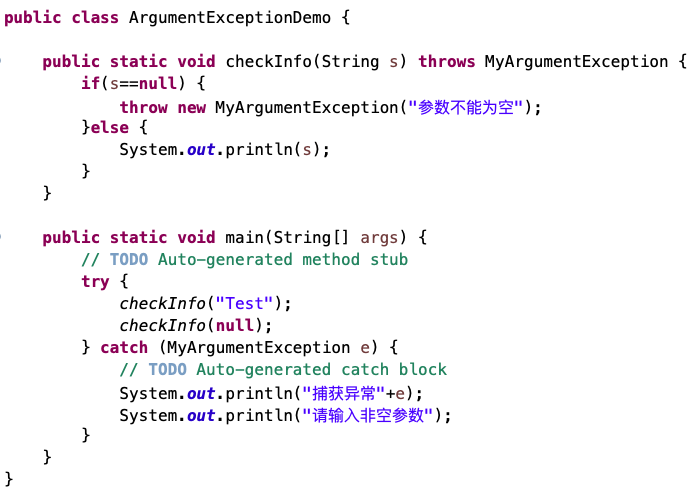 public class ArgumentExceptionDemo {
public static void checkInfo(String s) throws MyArgumentException {
if(s==null) {
throw new MyArgumentException("参数不能为空");
}else {
System.out.println(s);
}
}
public static void main(String[] args) {
// TODO Auto-generated method stub
try {
checkInfo("Test");
checkInfo(null);
} catch (MyArgumentException e) {
// TODO Auto-generated catch block
System.out.println("捕获异常"+e);
System.out.println("请输入非空参数");
}
}
}